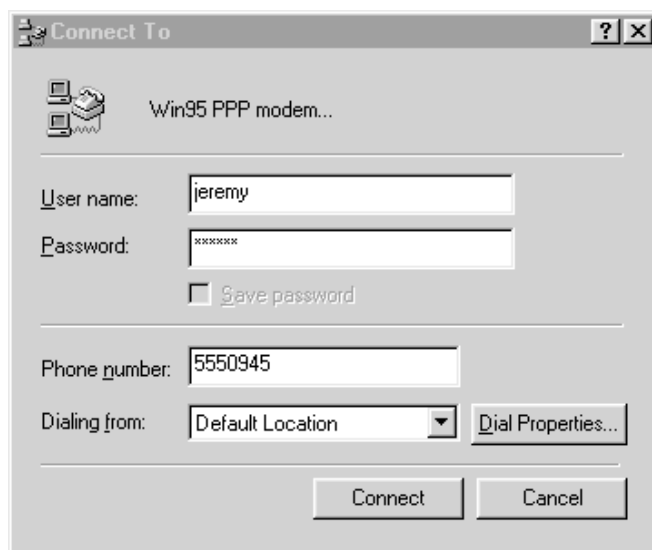 Connect To
Win95 PPP modem...
User name: jeremy
Password: ******
Save password
Phone number: 5550945
Dialing from: Default Location Dial Properties...
Connect Cancel